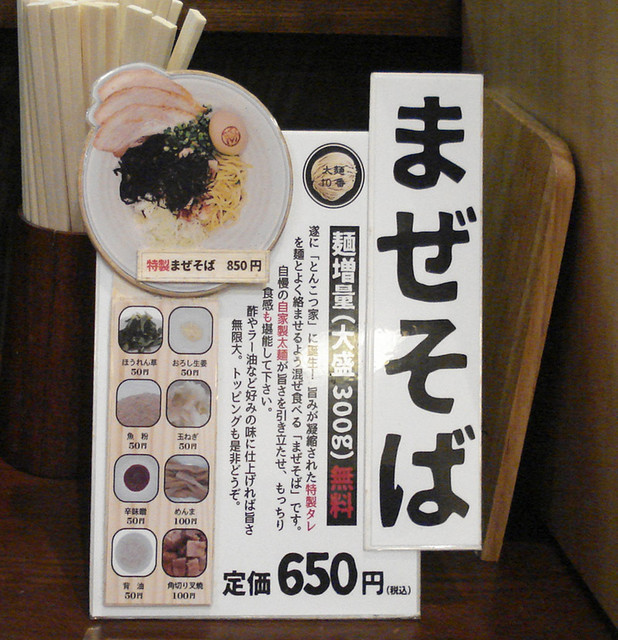 まぜそば
太麺
10番
麺増量(大盛300g)無料
遂に「とんこつ家」に誕生!旨みが凝縮された特製タレ
を麺とよく絡ませるよう混ぜ食べる「まぜそば」です。
自慢の自家製太麺が旨さを引き立たせ、もっちり
食感も堪能して下さい。
酢やラー油など好みの味に仕上げれば旨さ
無限大。トッピングも是非どうぞ。
特製まぜそば 850円
ほうれん草
50円
おろし生姜
50円
魚粉
50円
玉ねぎ
50円
辛味噌
50円
めんま
100円
背油
50円
角切り叉焼
100円
定価650円(税込)